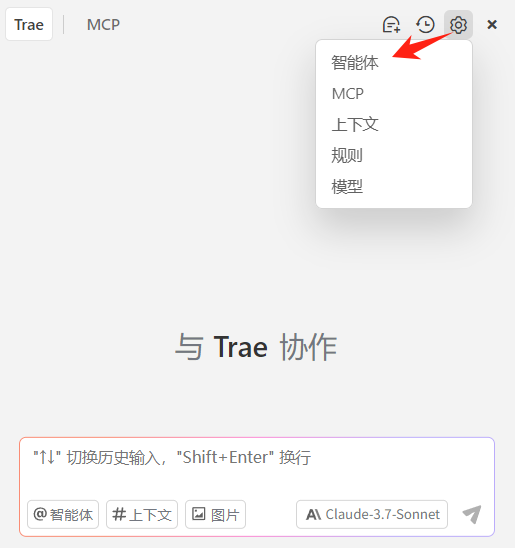 Trae MCP
智能体
MCP
上下文
规则
模型
与 Trae 协作
"↑↓" 切换历史输入，"Shift+Enter" 换行
@智能体 #上下文 图片 Claude-3.7-Sonnet